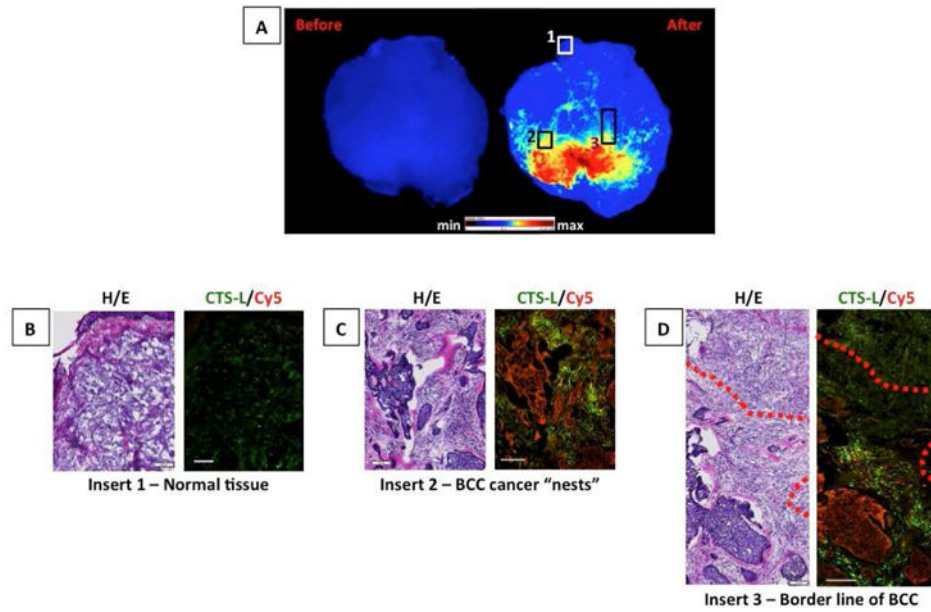 A
Before
After
1
2
3
min
max
B
H/E
CTS-L/Cy5
Insert 1 – Normal tissue
C
H/E
CTS-L/Cy5
Insert 2 – BCC cancer “nests”
D
H/E
CTS-L/Cy5
Insert 3 – Border line of BCC